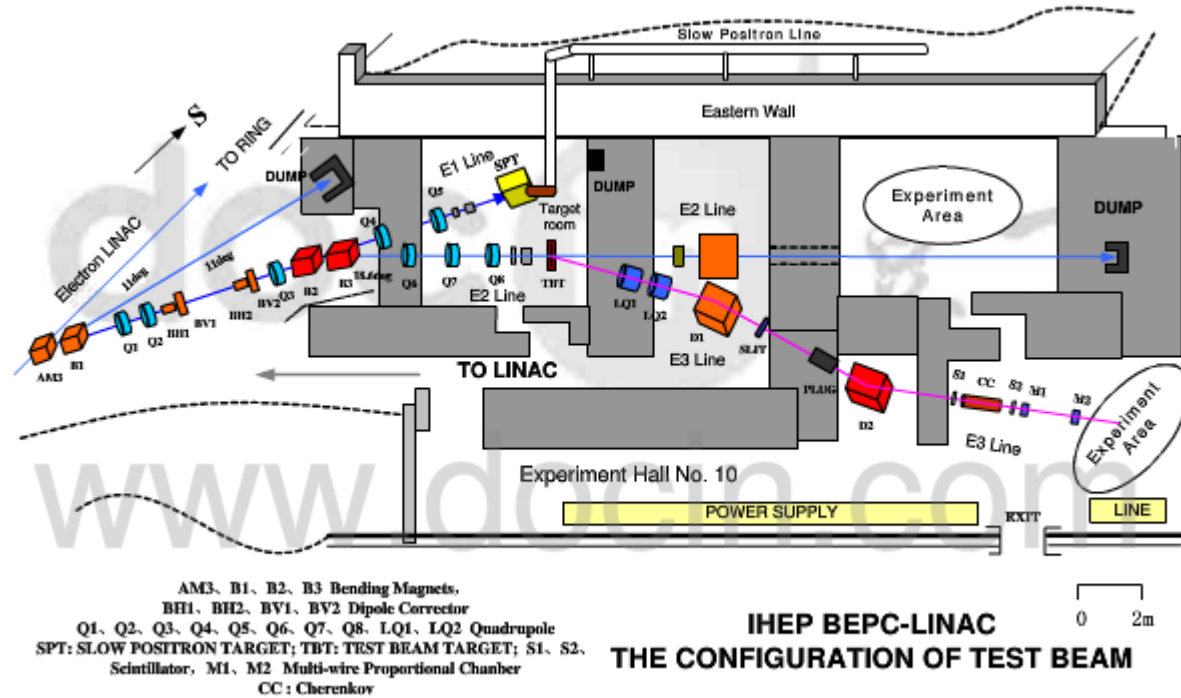 Slow Positron Line
Eastern Wall
S
TO RING
Electron LINAC
11deg
11deg
DUMP
E1 Line
SPT
Q5
Q4
DUMP
Target
room
E2 Line
Experiment
Area
DUMP
AM3
B1
Q1
Q2
BH1
BV1
BH2
BV2
Q3
B2
B3
18.6deg
Q6
Q7
Q8
E2 Line
TBT
LQ1
LQ2
D1
E3 Line
SLIT
PLUG
D2
S1
CC
S2
M1
M2
E3 Line
Experiment
Area
TO LINAC
Experiment Hall No. 10
POWER SUPPLY
EXIT
LINE
www.docin.com
AM3、B1、B2、B3 Bending Magnets,
BH1、BH2、BV1、BV2 Dipole Corrector
Q1、Q2、Q3、Q4、Q5、Q6、Q7、Q8、LQ1、LQ2 Quadrupole
SPT: SLOW POSITRON TARGET; TBT: TEST BEAM TARGET; S1、S2、
Scintillator, M1、M2 Multi-wire Proportional Chanber
CC : Cherenkov
0 2m
IHEP BEPC-LINAC
THE CONFIGURATION OF TEST BEAM